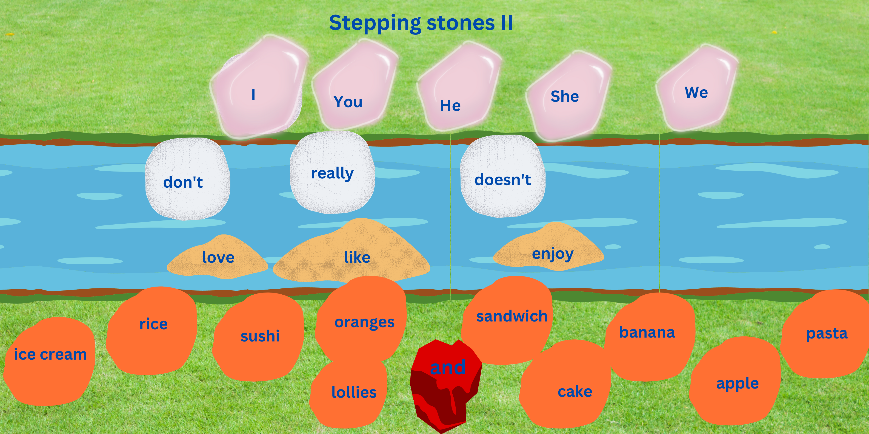 Stepping stones II
I
You
He
She
We
don't
really
doesn't
love
like
enjoy
ice cream
rice
sushi
oranges
lollies
and
sandwich
cake
banana
apple
pasta